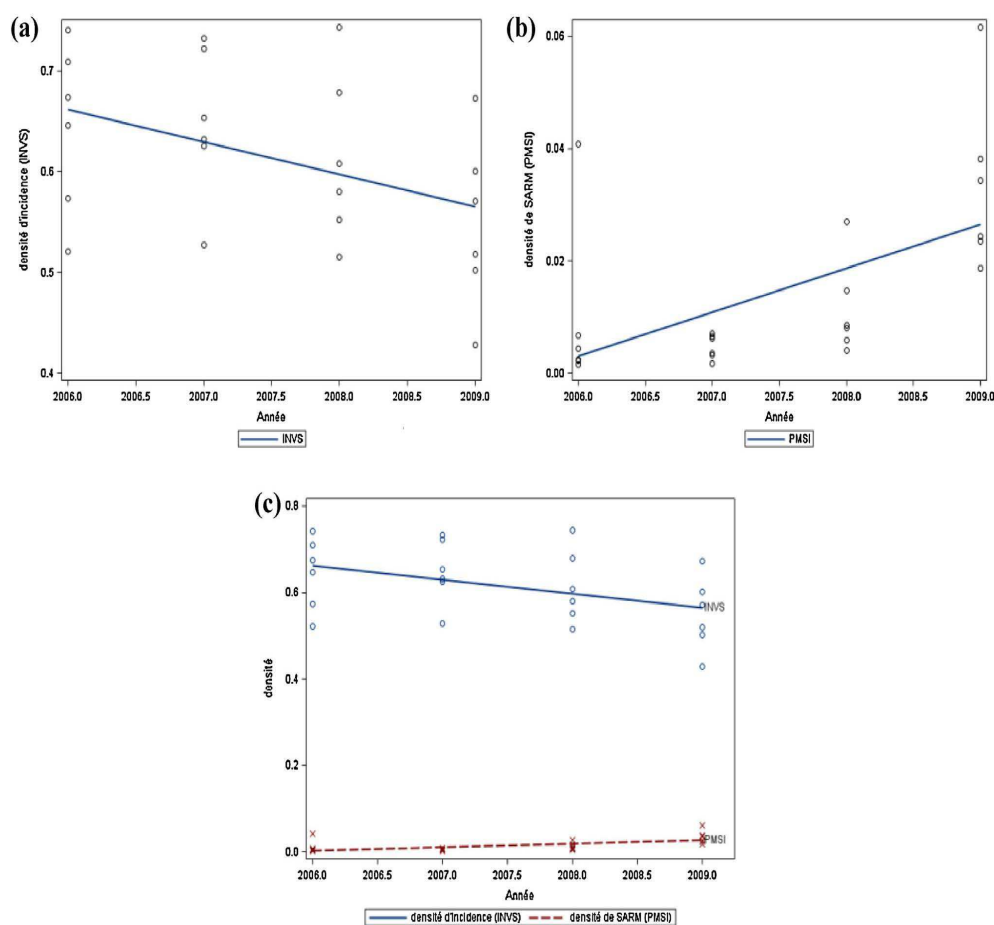 (a)
densité d'incidence (INVS)
0.7
0.6
0.5
0.4
2006.0 2006.5 2007.0 2007.5 2008.0 2008.5 2009.0
Année
INVS
(b)
densité de SARM (PMSI)
0.06
0.04
0.02
0.00
2006.0 2006.5 2007.0 2007.5 2008.0 2008.5 2009.0
Année
PMSI
(c)
densité
0.8
0.6
0.4
0.2
0.0
INVS
PMSI
2006.0 2006.5 2007.0 2007.5 2008.0 2008.5 2009.0
Année
densité d'incidence (INVS) densité de SARM (PMSI)